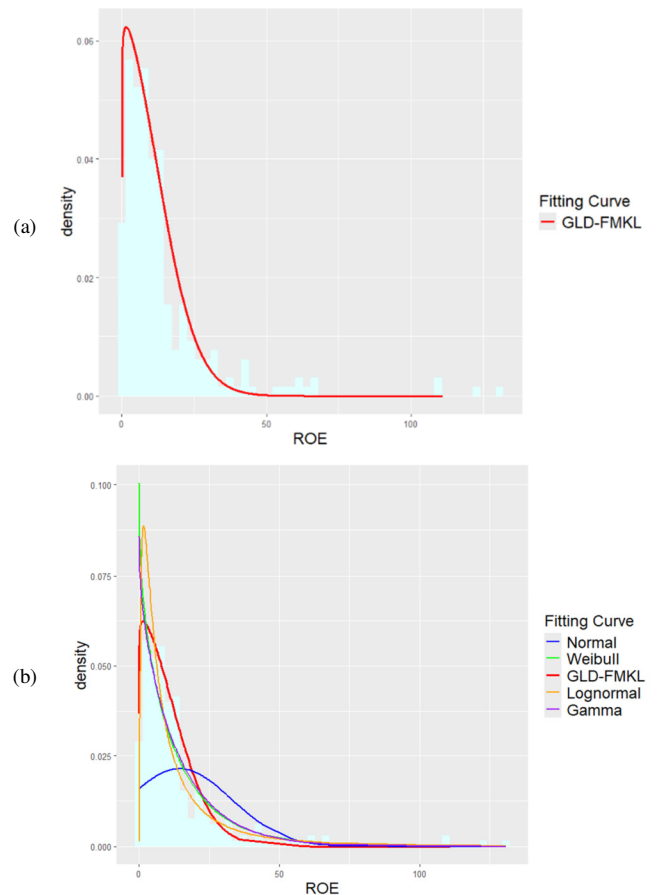 (a)
density
0.06
0.04
0.02
0.00
0
50
100
ROE
Fitting Curve
GLD-FMKL
(b)
density
0.100
0.075
0.050
0.025
0.000
0
50
100
ROE
Fitting Curve
Normal
Weibull
GLD-FMKL
Lognormal
Gamma